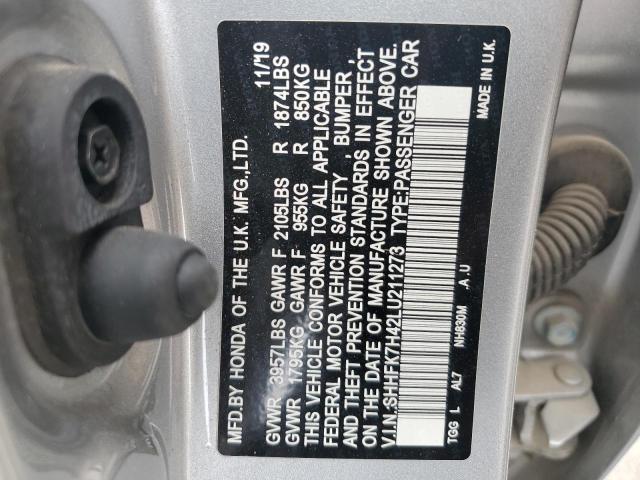 MFD.BY HONDA OF THE U.K. MFG.,LTD. 11/19
GVWR 3957LBS GAWR F 2105LBS R 1874LBS
GVWR 1795KG GAWR F 955KG R 850KG
THIS VEHICLE CONFORMS TO ALL APPLICABLE
FEDERAL MOTOR VEHICLE SAFETY , BUMPER ,
AND THEFT PREVENTION STANDARDS IN EFFECT
ON THE DATE OF MANUFACTURE SHOWN ABOVE.
V.I.N.:SHHFK7H42LU211273 TYPE:PASSENGER CAR
TGG L AL7 NH830M .A .U MADE IN U.K.